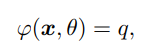 φ(𝒙, θ) = q,